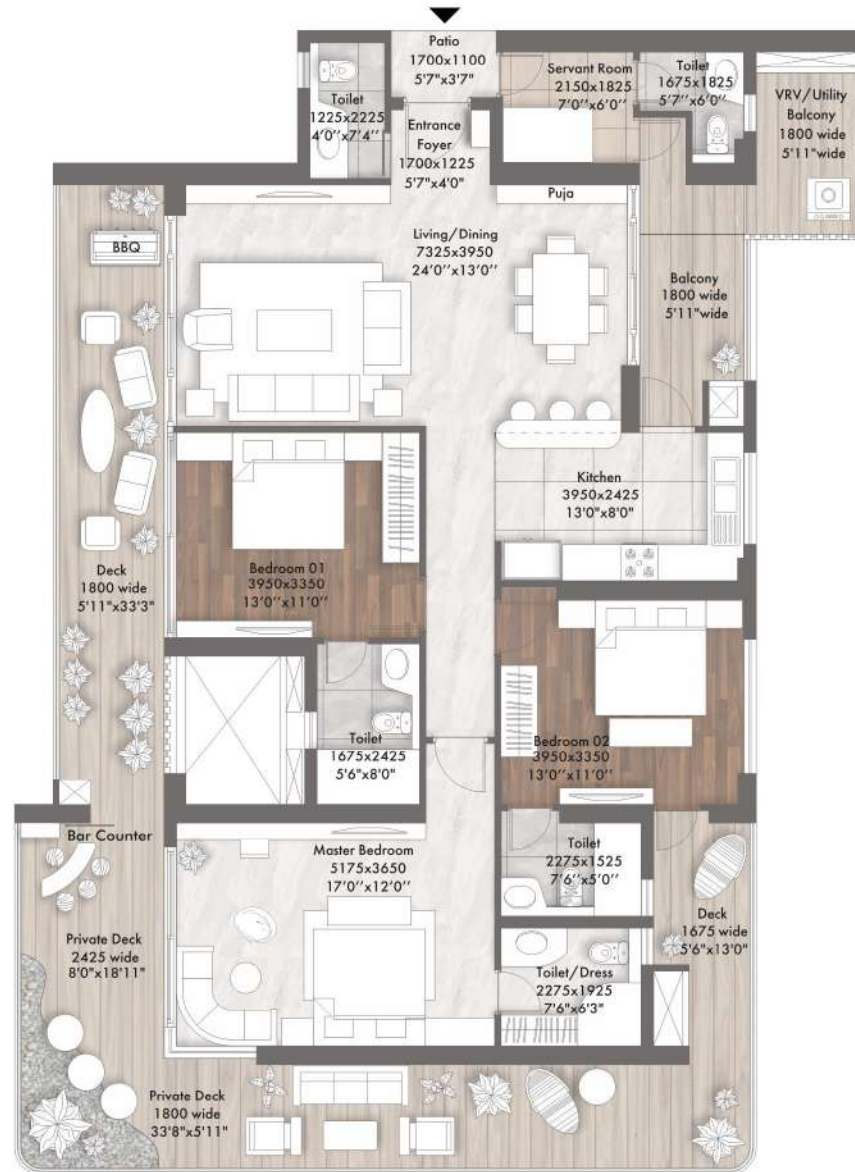 Patio
1700x1100
5'7"x3'7"
Toilet
1225x2225
4'0''x7'4''
Entrance
Foyer
1700x1225
5'7"x4'0"
Servant Room
2150x1825
7'0''x6'0''
Toilet
1675x1825
5'7''x6'0''
VRV/Utility
Balcony
1800 wide
5'11"wide
Puja
BBQ
Living/Dining
7325x3950
24'0''x13'0''
Balcony
1800 wide
5'11"wide
Kitchen
3950x2425
13'0"x8'0"
Deck
1800 wide
5'11"x33'3"
Bedroom 01
3950x3350
13'0''x11'0''
Toilet
1675x2425
5'6"x8'0"
Bedroom 02
3950x3350
13'0''x11'0''
Bar Counter
Master Bedroom
5175x3650
17'0''x12'0''
Toilet
2275x1525
7'6''x5'0''
Private Deck
2425 wide
8'0"x18'11"
Deck
1675 wide
5'6"x13'0"
Toilet/Dress
2275x1925
7'6"x6'3"
Private Deck
1800 wide
33'8"x5'11"